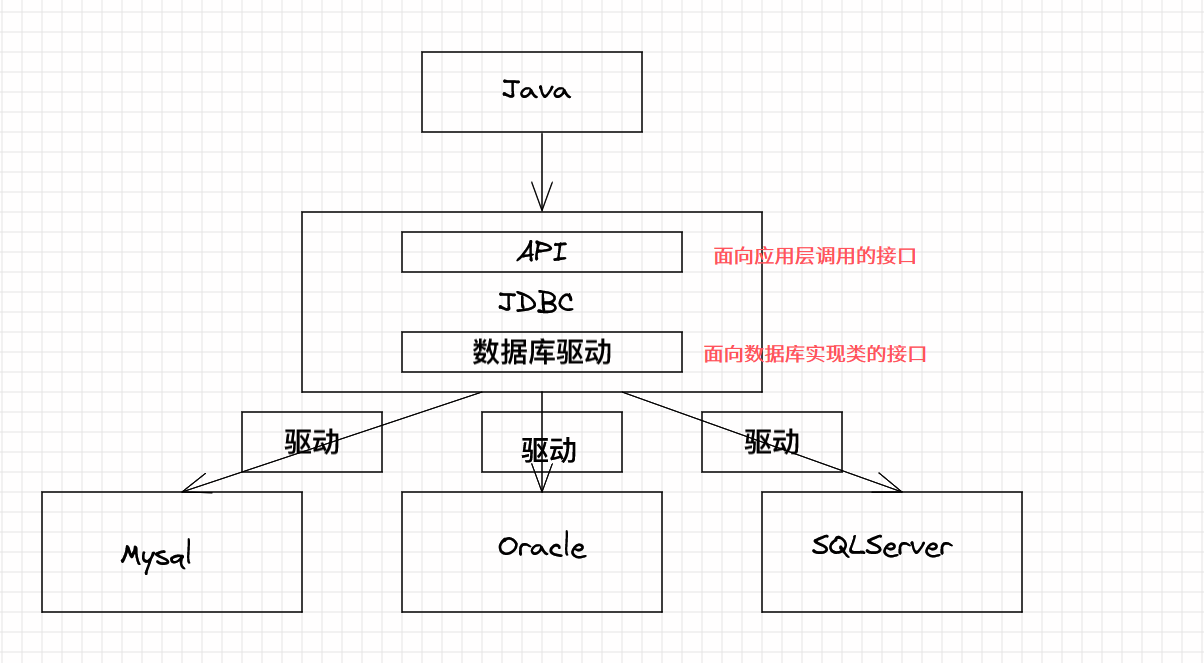 Java
API
面向应用层调用的接口
JDBC
数据库驱动
面向数据库实现类的接口
驱动
驱动
驱动
Mysal
Oracle
SQLServer